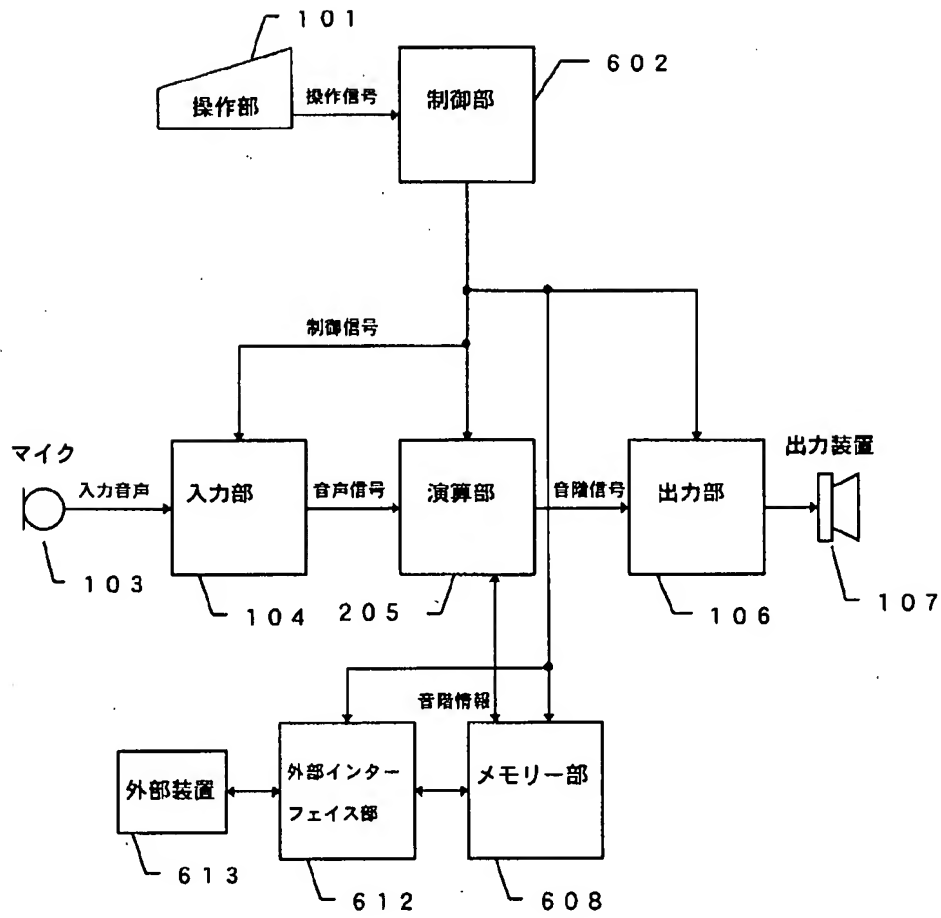 １０１
操作部
操作信号
制御部
６０２
制御信号
マイク
入力音声
入力部
音声信号
演算部
音階信号
出力部
出力装置
１０３
１０４
２０５
１０６
１０７
音階情報
外部装置
外部インター
フェイス部
メモリー部
６１３
６１２
６０８